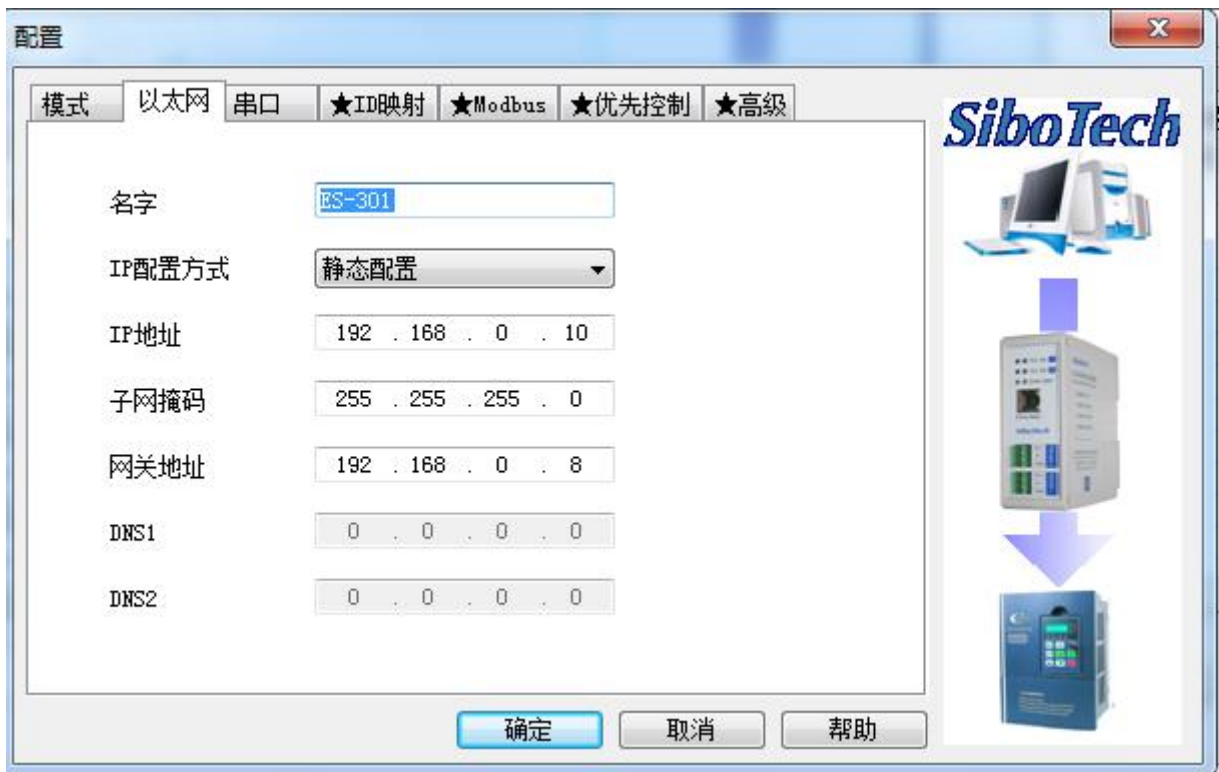 配置
模式 以太网 串口 ★ID映射 ★Modbus ★优先控制 ★高级
SiboTech
名字 ES-301
IP配置方式 静态配置
IP地址 192 . 168 . 0 . 10
子网掩码 255 . 255 . 255 . 0
网关地址 192 . 168 . 0 . 8
DNS1 0 . 0 . 0 . 0
DNS2 0 . 0 . 0 . 0
确定 取消 帮助